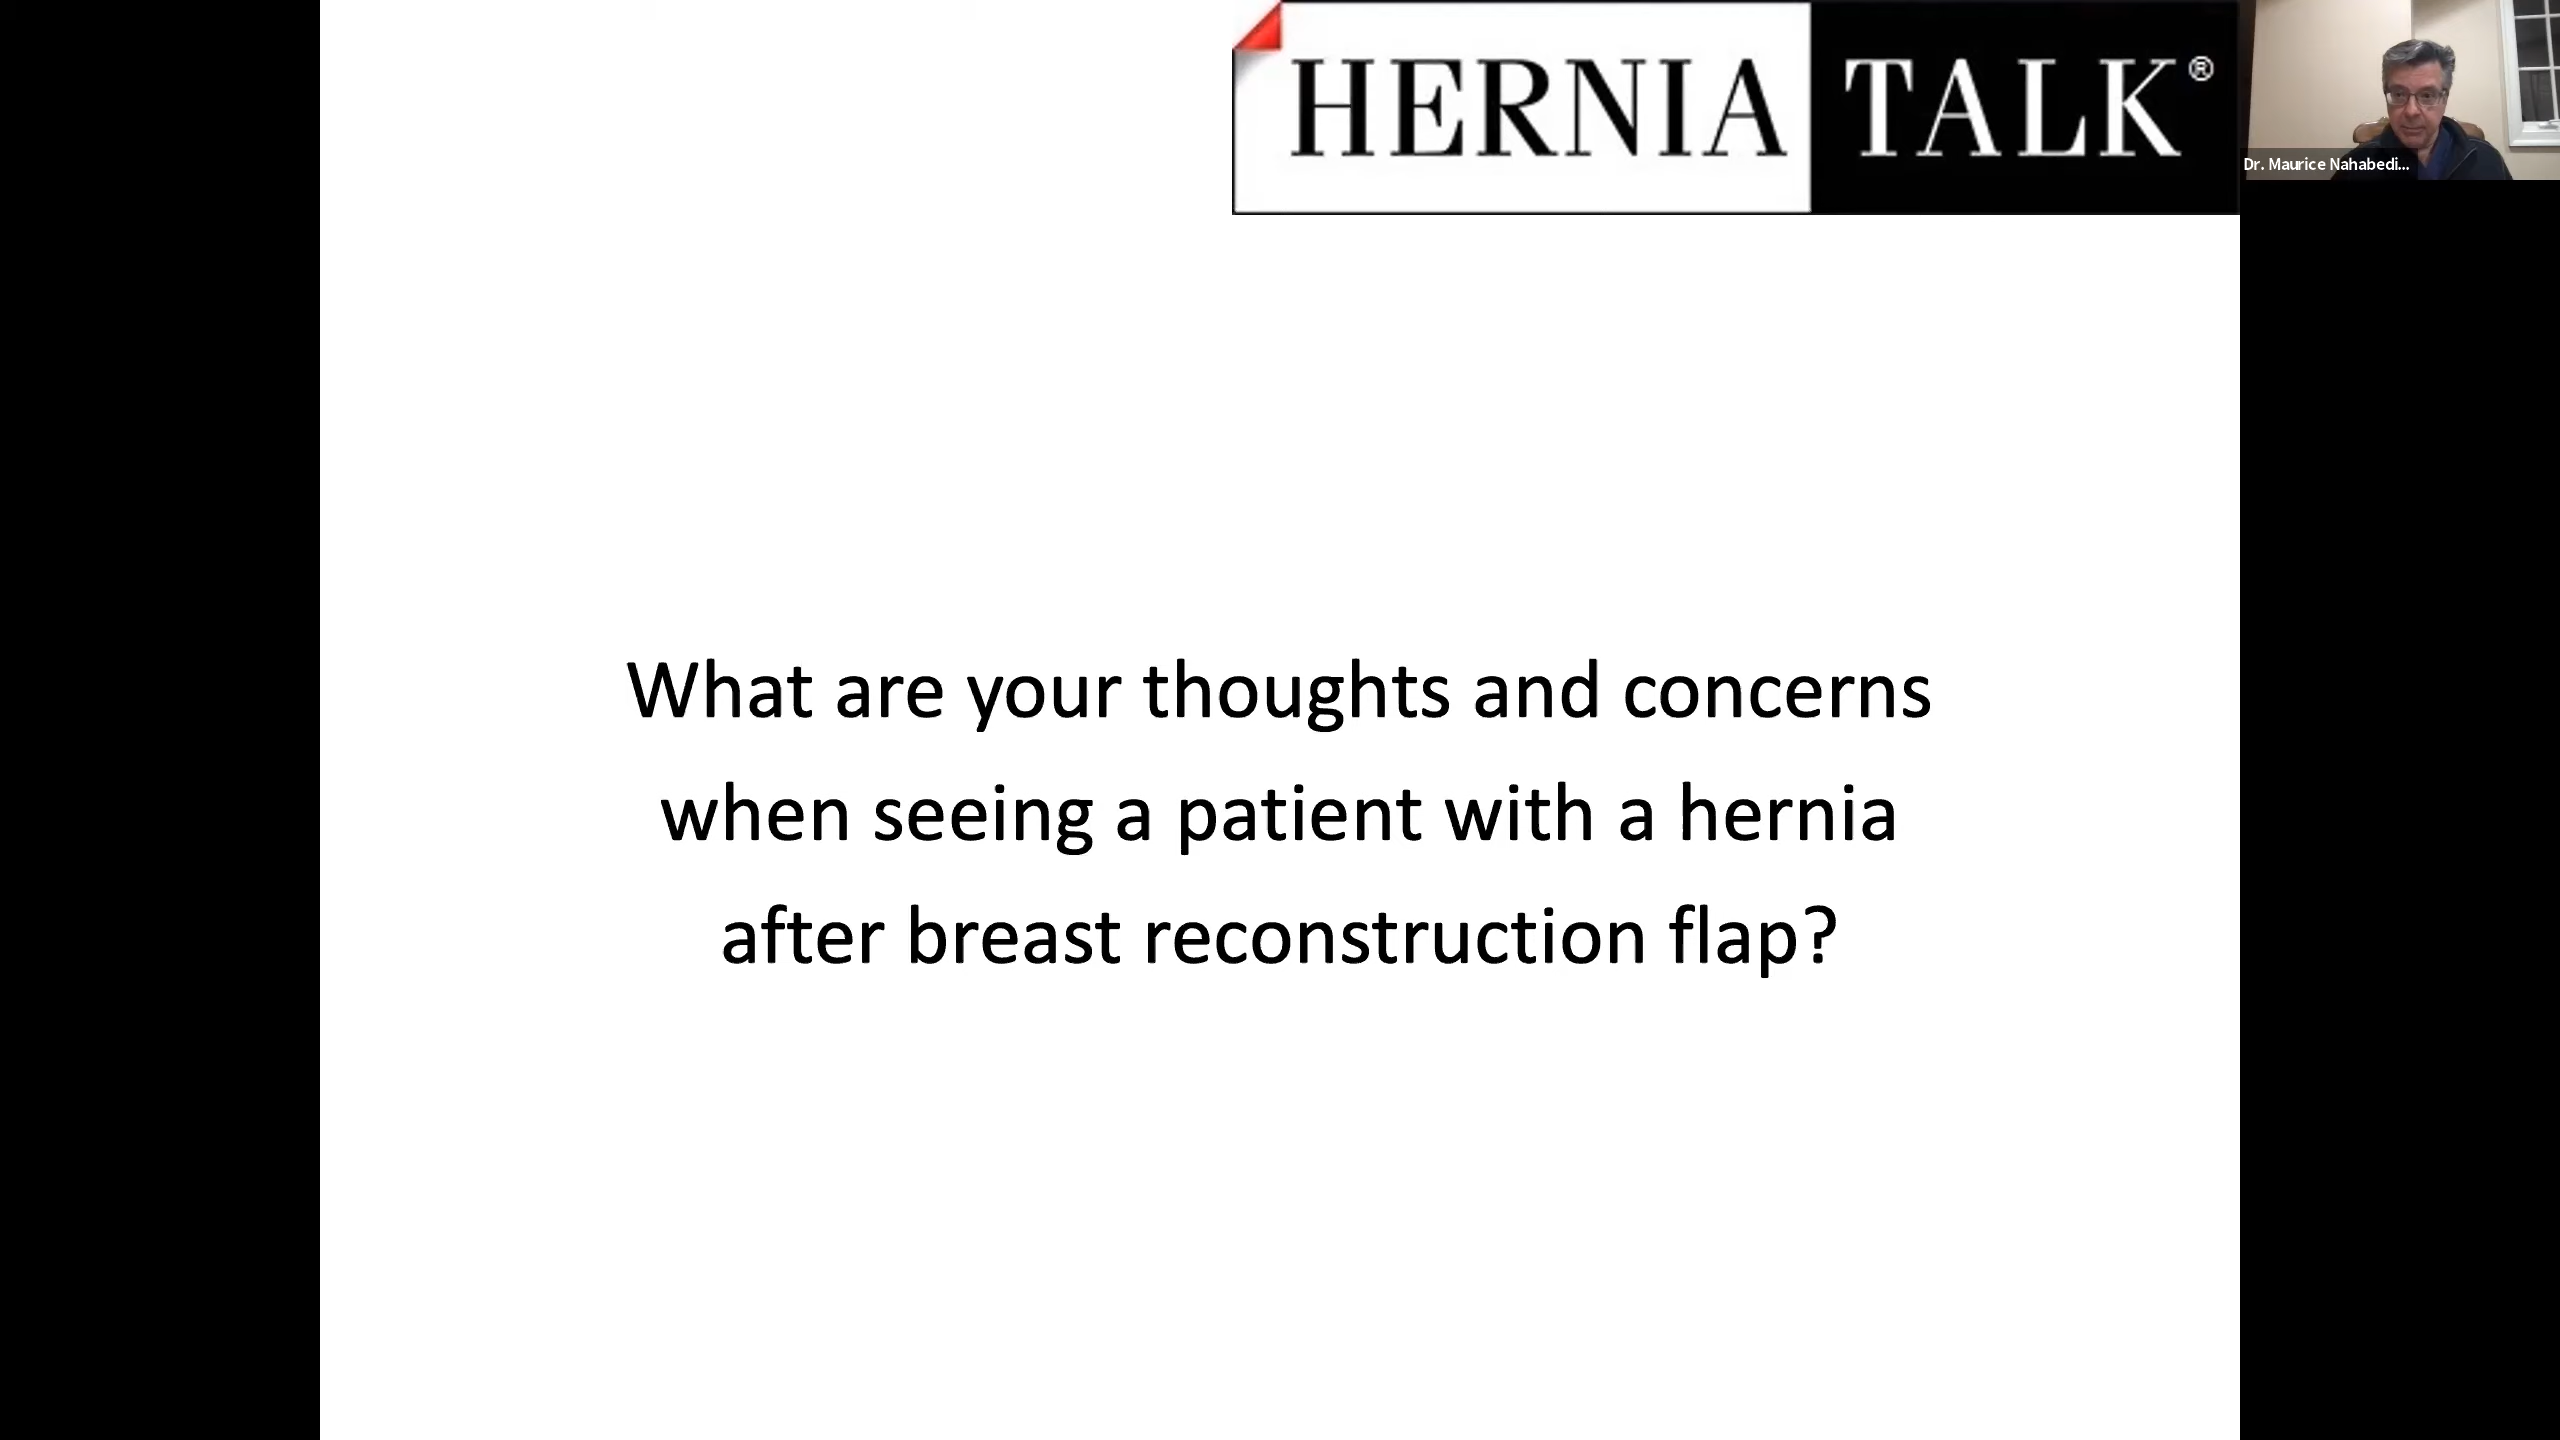 HERNIA TALK®
Dr. Maurice Nahabedi...
What are your thoughts and concerns
when seeing a patient with a hernia
after breast reconstruction flap?